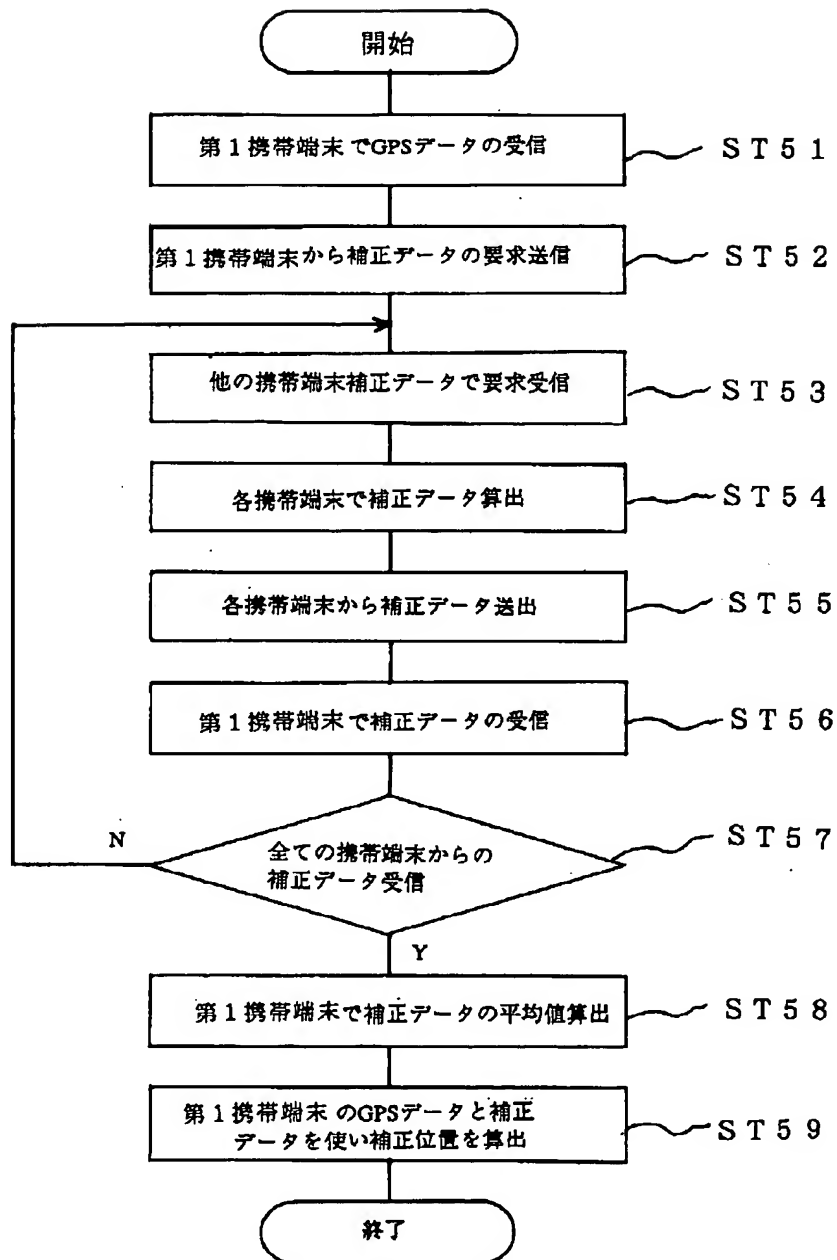 開始
第1携帯端末でGPSデータの受信
ST51
第1携帯端末から補正データの要求送信
ST52
他の携帯端末補正データで要求受信
ST53
各携帯端末で補正データ算出
ST54
各携帯端末から補正データ送出
ST55
第1携帯端末で補正データの受信
ST56
N
全ての携帯端末からの
補正データ受信
ST57
Y
第1携帯端末で補正データの平均値算出
ST58
第1携帯端末のGPSデータと補正
データを使い補正位置を算出
ST59
終了